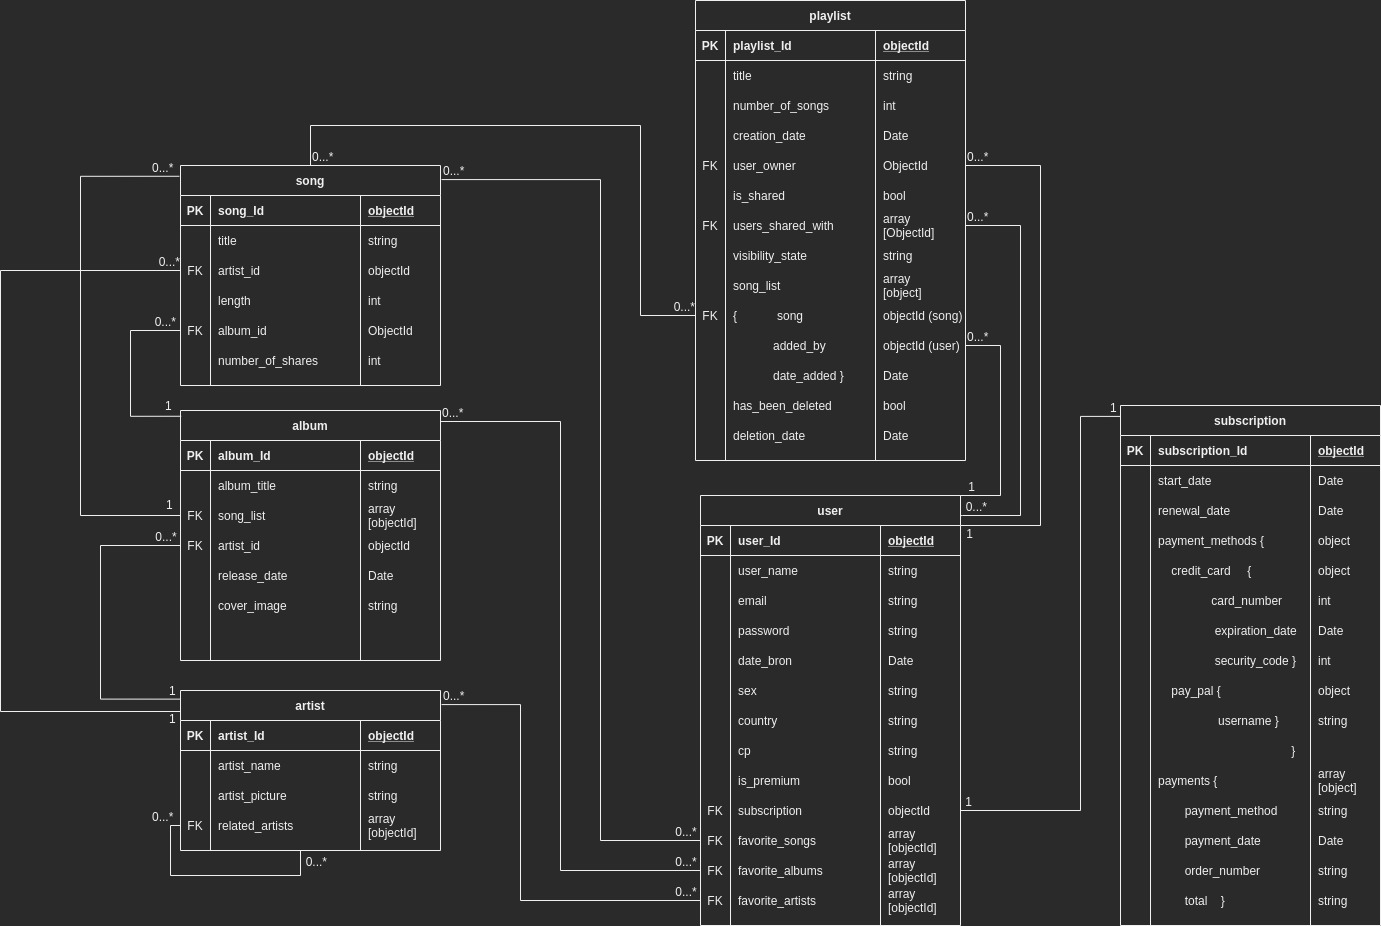 playlist
PK playlist_Id objectId
title string
number_of_songs int
creation_date Date
FK user_owner ObjectId 0...*
is_shared bool
FK users_shared_with array [ObjectId] 0...*
visibility_state string
song_list array [object]
0...* FK { song objectId (song)
added_by objectId (user) 0...*
date_added } Date
has_been_deleted bool
deletion_date Date
0...*
0...* song 0...*
PK song_Id objectId
title string
0...* FK artist_id objectId
length int
0...* FK album_id ObjectId
number_of_shares int
1 album 0...*
PK album_Id objectId
album_title string
1 FK song_list array [objectId]
0...* FK artist_id objectId
release_date Date
cover_image string
1 artist 0...*
1
PK artist_Id objectId
artist_name string
artist_picture string
0...* FK related_artists array [objectId]
0...*
1
user 0...*
1
PK user_Id objectId
user_name string
email string
password string
date_bron Date
sex string
country string
cp string
is_premium bool
FK subscription objectId 1
0...* FK favorite_songs array [objectId]
0...* FK favorite_albums array [objectId]
0...* FK favorite_artists array [objectId]
1 subscription
PK subscription_Id objectId
start_date Date
renewal_date Date
payment_methods { object
credit_card { object
card_number int
expiration_date Date
security_code } int
pay_pal { object
username } string
}
payments { array [object]
payment_method string
payment_date Date
order_number string
total } string